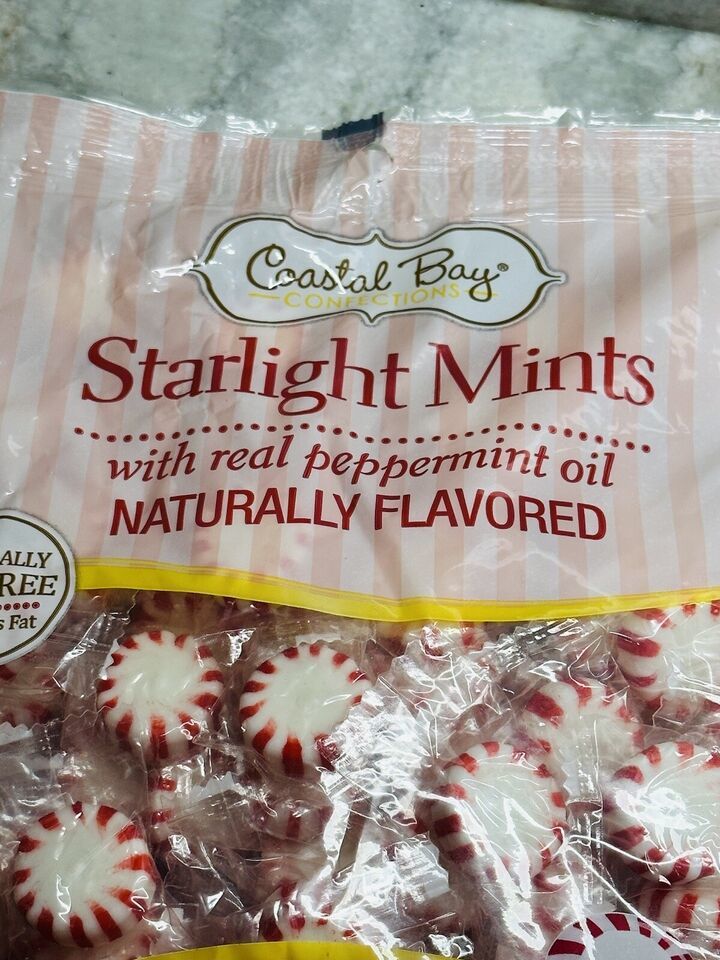 Coastal Bay®
CONFECTIONS
Starlight Mints
with real peppermint oil
NATURALLY FLAVORED
ALLY
REE
s Fat